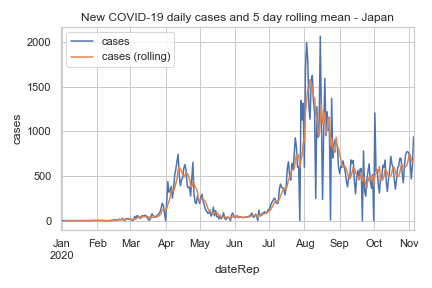 New COVID-19 daily cases and 5 day rolling mean - Japan
cases
cases (rolling)
2000
1500
1000
500
0
cases
Jan Feb Mar Apr May Jun Jul Aug Sep Oct Nov
2020
dateRep